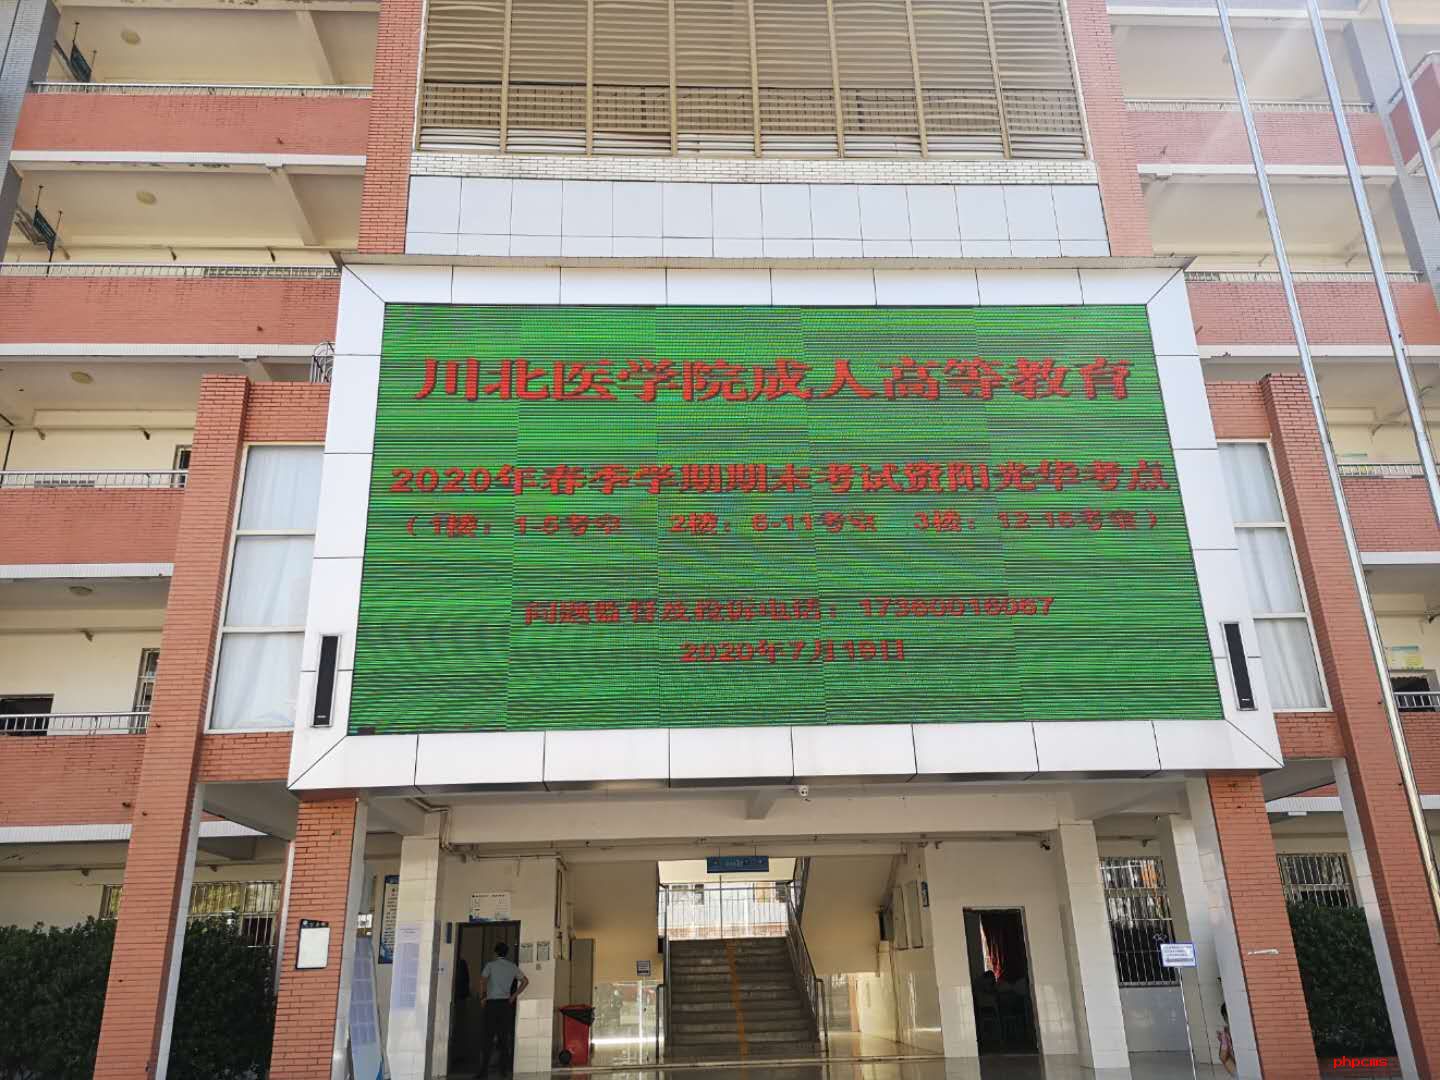 川北医学院成人高等教育
2020年春季学期期末考试资阳光华考点
（1楼：1-5考室 2楼：6-11考室 3楼：12-16考室）
问题监督及投诉电话：17360016067
2020年7月19日
phpcms